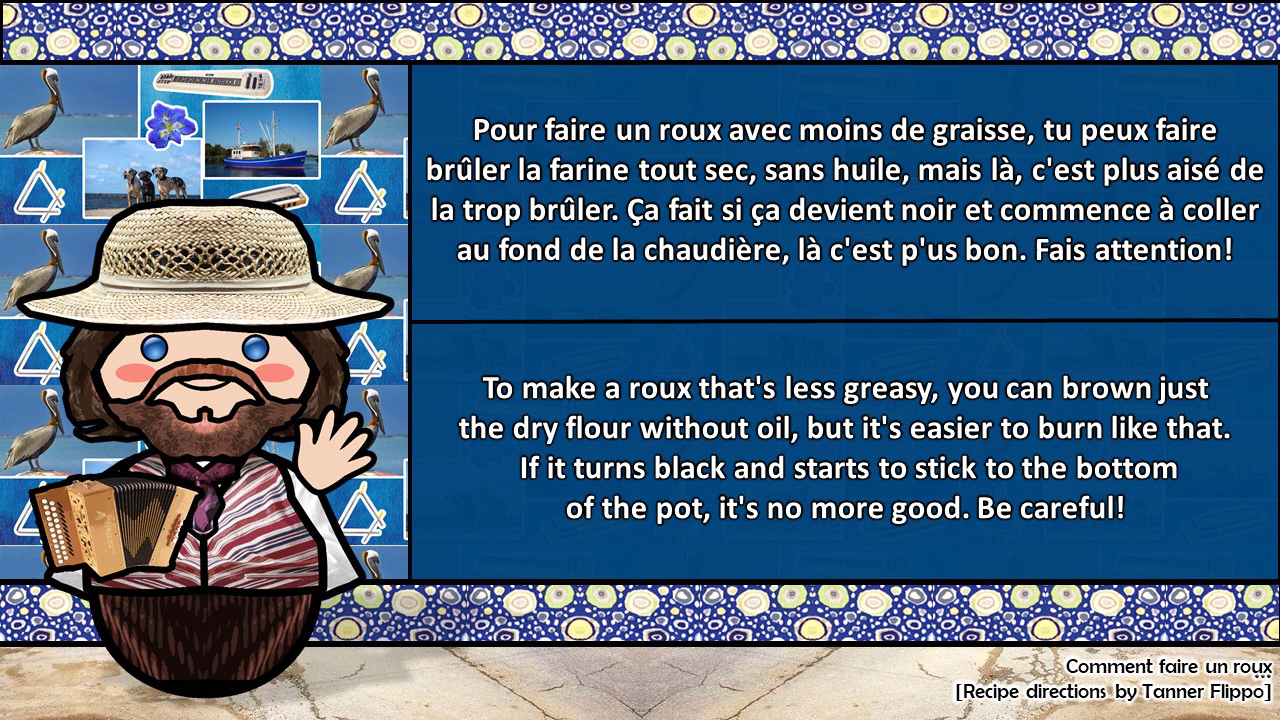 Pour faire un roux avec moins de graisse, tu peux faire
brûler la farine tout sec, sans huile, mais là, c'est plus aisé de
la trop brûler. Ça fait si ça devient noir et commence à coller
au fond de la chaudière, là c'est p'us bon. Fais attention!
To make a roux that's less greasy, you can brown just
the dry flour without oil, but it's easier to burn like that.
If it turns black and starts to stick to the bottom
of the pot, it's no more good. Be careful!
Comment faire un roux
[Recipe directions by Tanner Flippo]